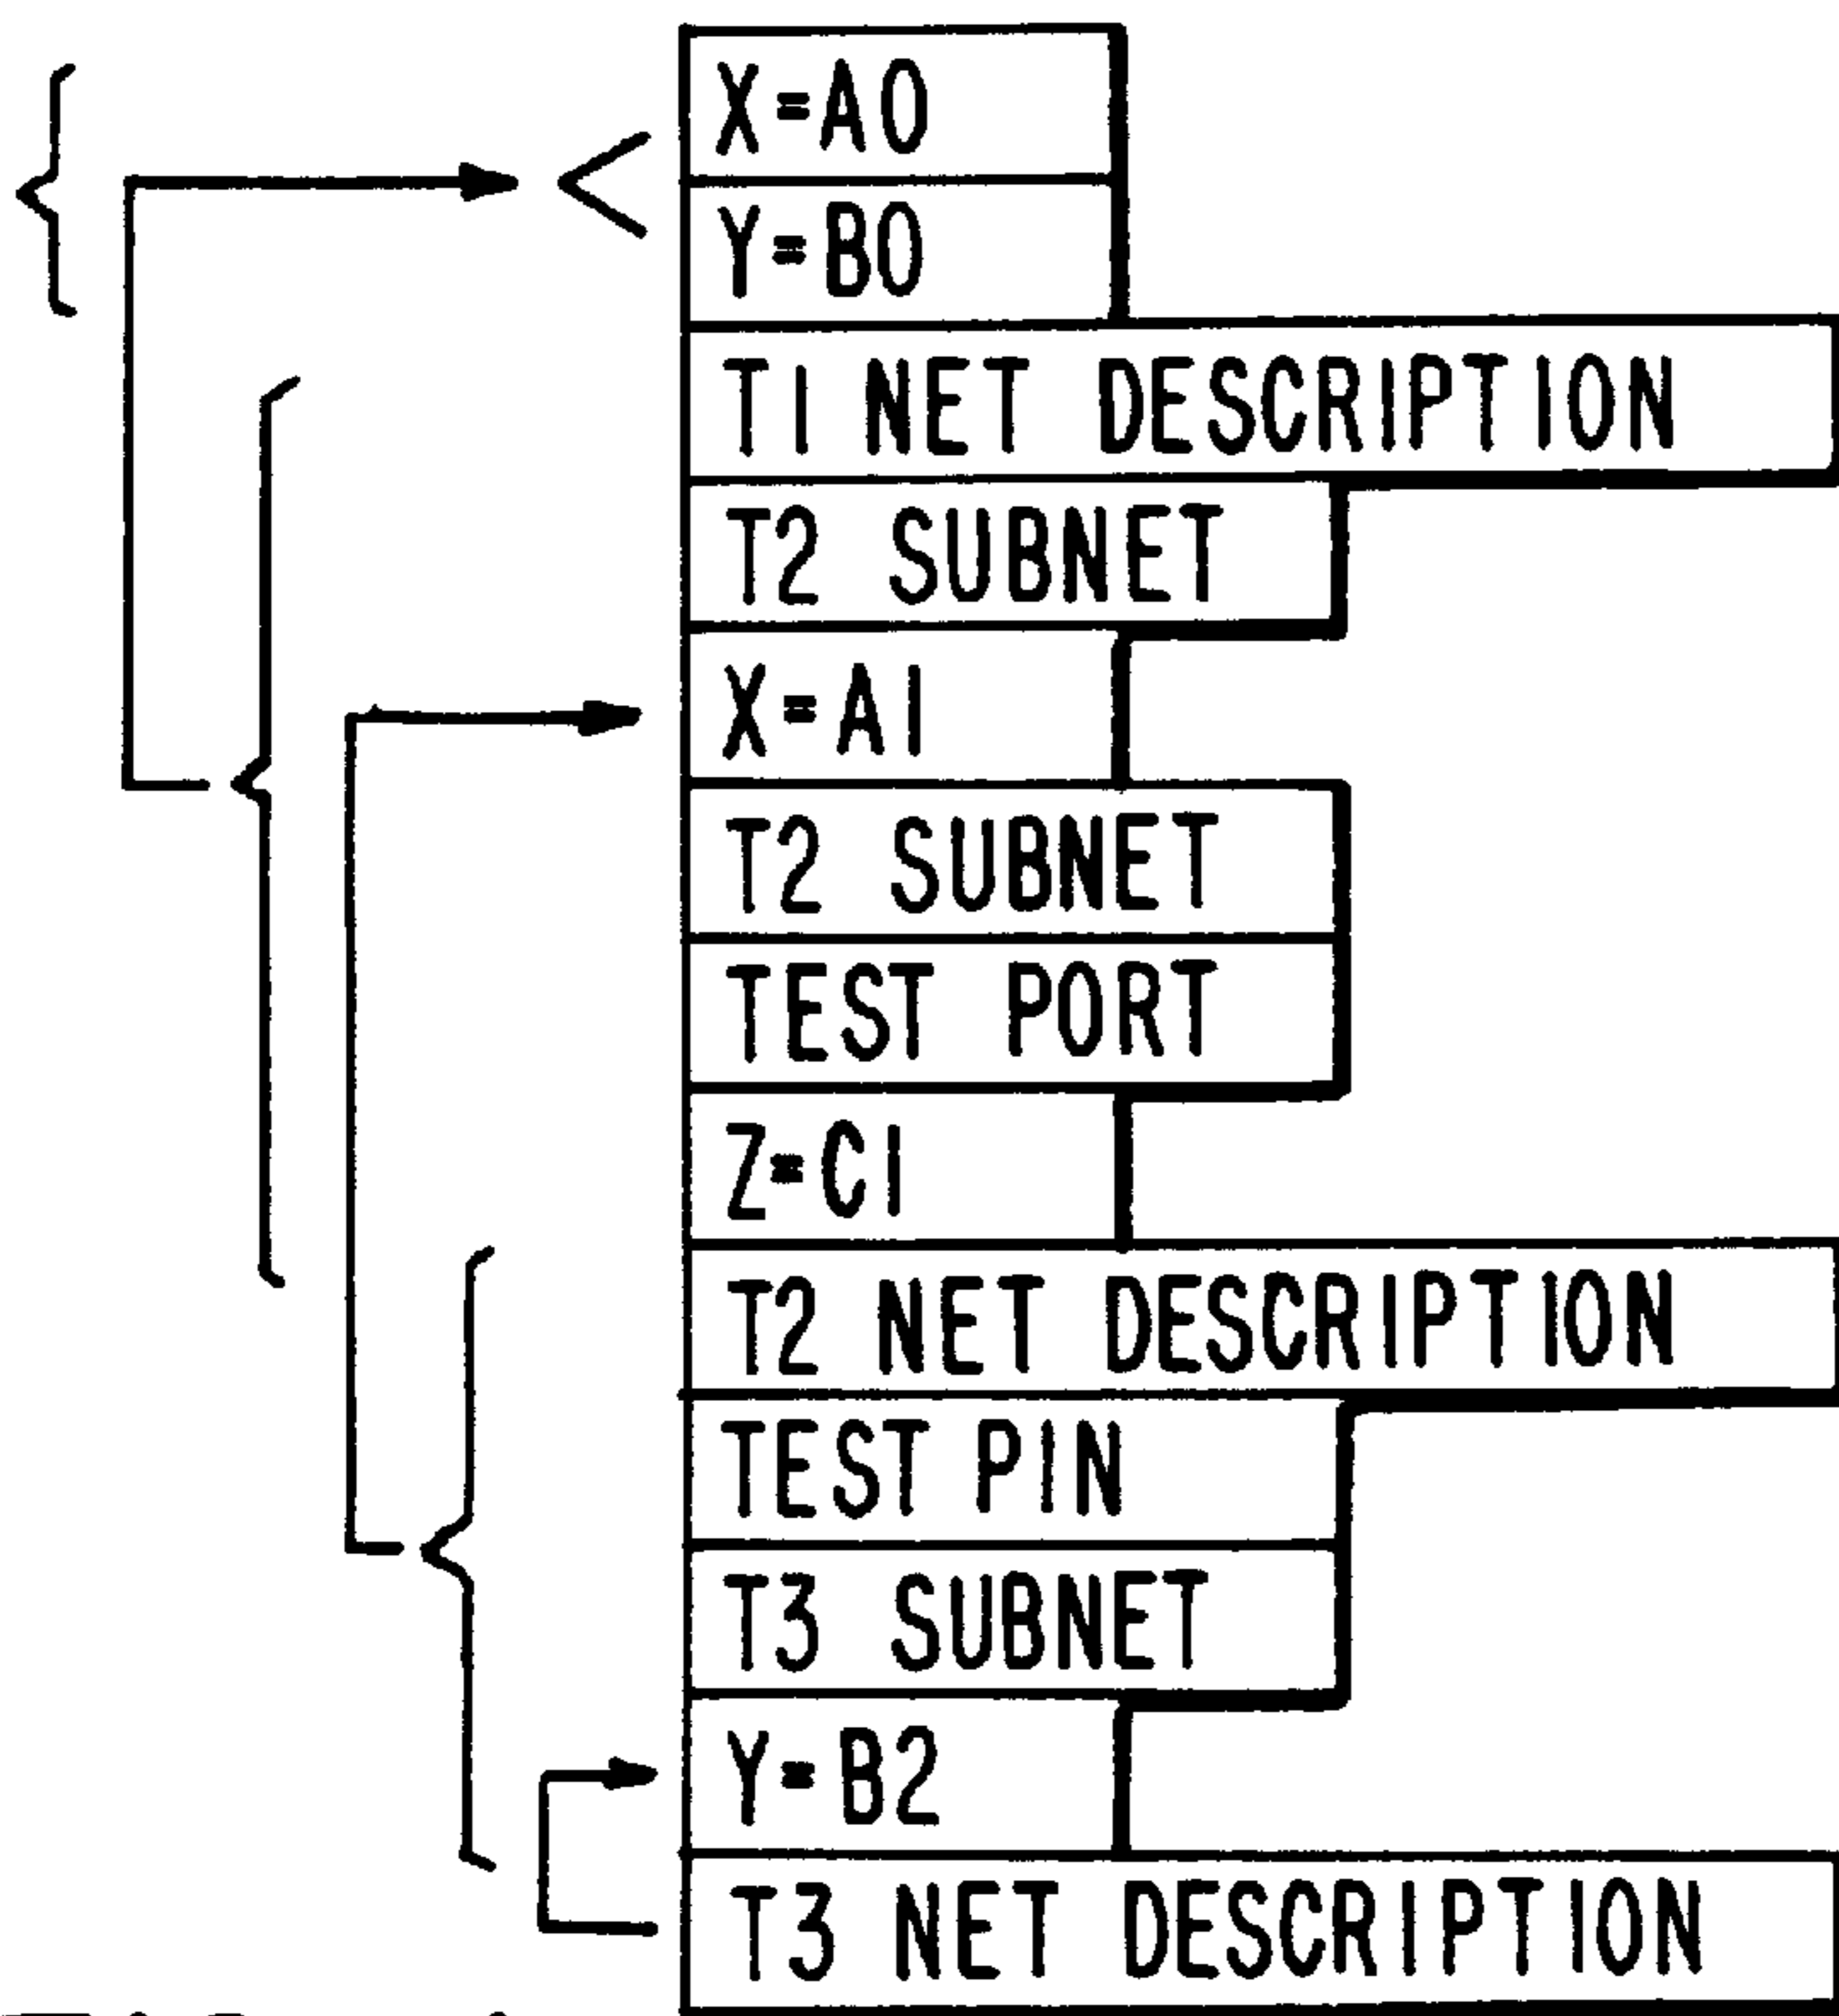 X=A0
Y=B0
T1 NET DESCRIPTION
T2 SUBNET
X=A1
T2 SUBNET
TEST PORT
Z=C1
T2 NET DESCRIPTION
TEST PIN
T3 SUBNET
Y=B2
T3 NET DESCRIPTION